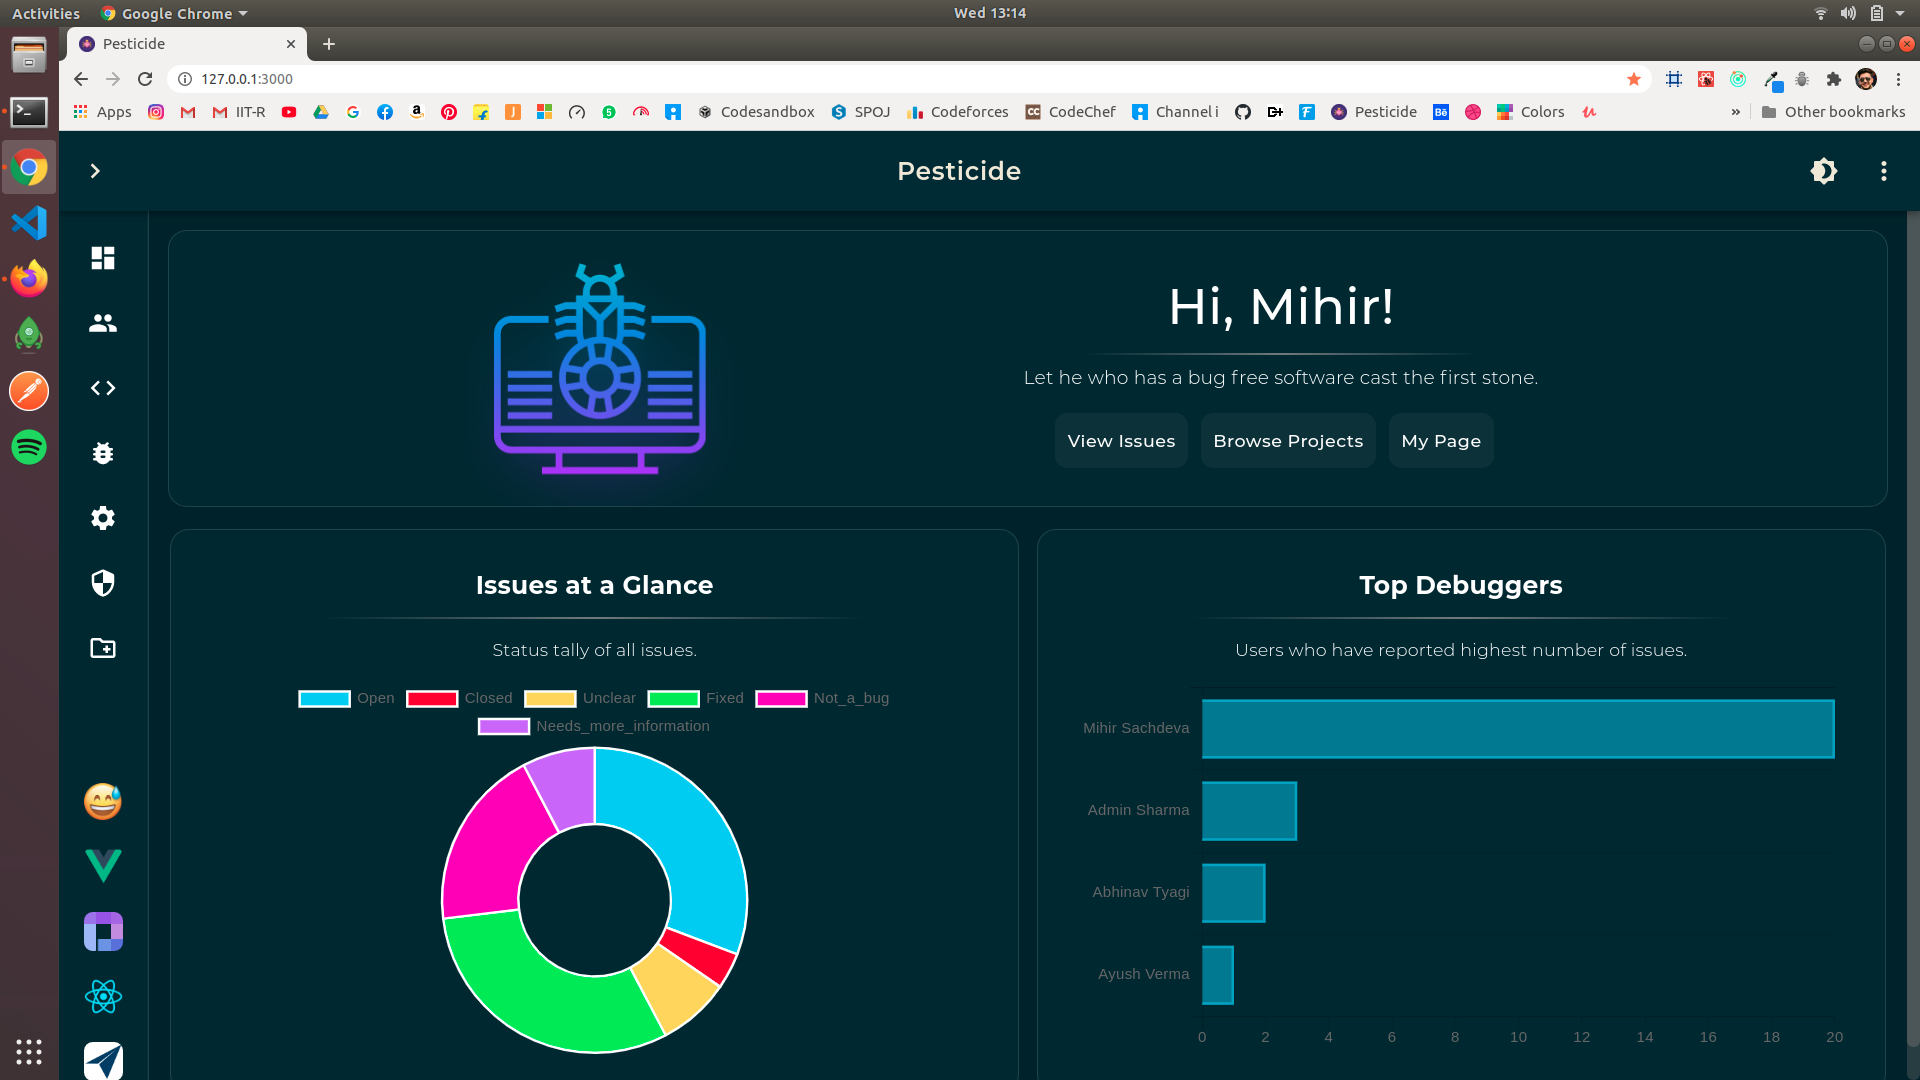 Activities Google Chrome Wed 13:14
Pesticide
127.0.0.1:3000
Apps IIT-R Codesandbox SPOJ Codeforces CC CodeChef Channel i D+ F Pesticide Bē Colors » Other bookmarks
Pesticide
Hi, Mihir!
Let he who has a bug free software cast the first stone.
View Issues Browse Projects My Page
Issues at a Glance
Status tally of all issues.
Open Closed Unclear Fixed Not_a_bug
Needs_more_information
Top Debuggers
Users who have reported highest number of issues.
Mihir Sachdeva
Admin Sharma
Abhinav Tyagi
Ayush Verma
0 2 4 6 8 10 12 14 16 18 20